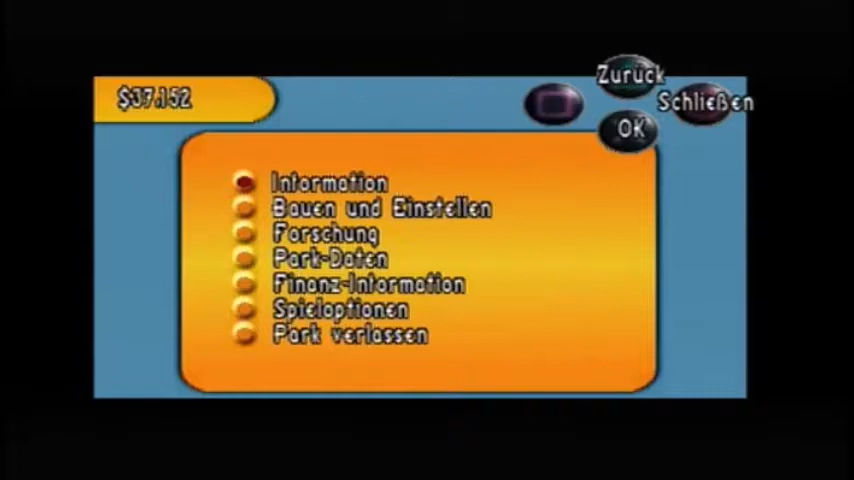 $37.152
Zurück
Schließen
OK
Information
Bauen und Einstellen
Forschung
Park-Daten
Finanz-Information
Spieloptionen
Park verlassen